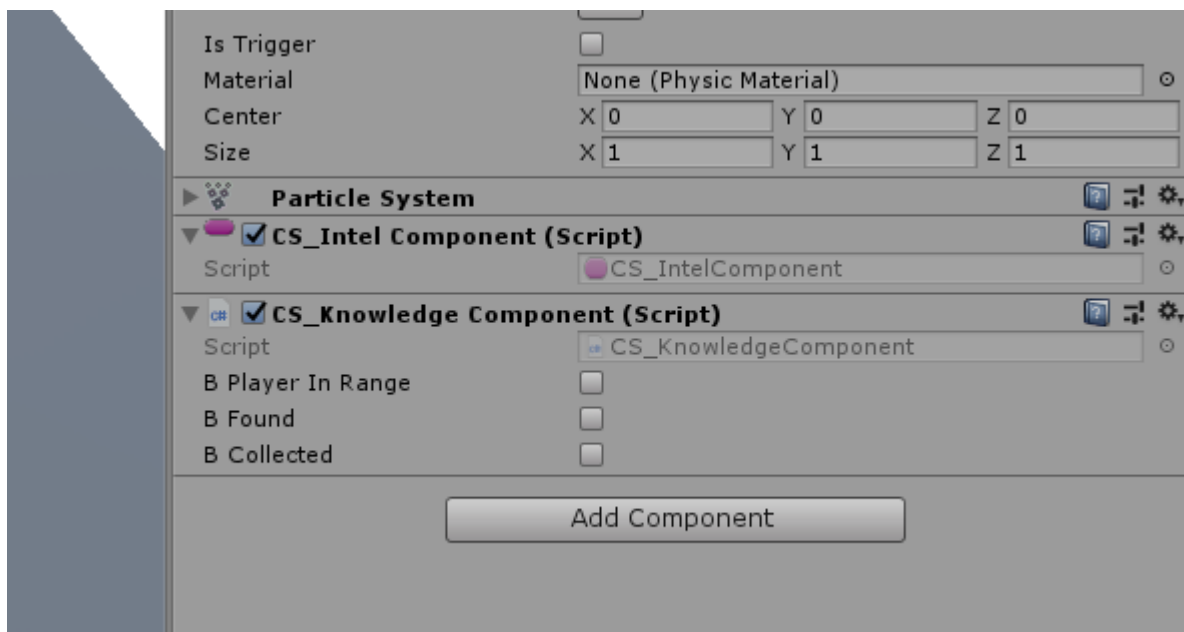 Is Trigger
Material None (Physic Material)
Center X 0 Y 0 Z 0
Size X 1 Y 1 Z 1
Particle System
CS_Intel Component (Script)
Script CS_IntelComponent
C# CS_Knowledge Component (Script)
Script CS_KnowledgeComponent
B Player In Range
B Found
B Collected
Add Component